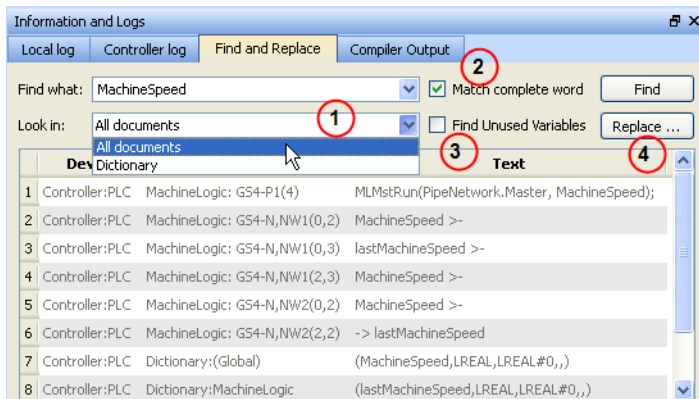 Information and Logs
Local log Controller log Find and Replace Compiler Output
2
Find what: MachineSpeed Match complete word Find
1
Look in: All documents Find Unused Variables Replace ...
All documents
3 4
Dev Text
Dictionary
1 Controller:PLC MachineLogic: GS4-P1(4) MLMstRun(PipeNetwork.Master, MachineSpeed);
2 Controller:PLC MachineLogic: GS4-N,NW1(0,2) MachineSpeed >-
3 Controller:PLC MachineLogic: GS4-N,NW1(0,3) lastMachineSpeed >-
4 Controller:PLC MachineLogic: GS4-N,NW1(2,3) MachineSpeed >-
5 Controller:PLC MachineLogic: GS4-N,NW2(0,2) MachineSpeed >-
6 Controller:PLC MachineLogic: GS4-N,NW2(2,2) -> lastMachineSpeed
7 Controller:PLC Dictionary:(Global) (MachineSpeed,LREAL,LREAL#0,,)
8 Controller:PLC Dictionary:MachineLogic (lastMachineSpeed,LREAL,LREAL#0,,)